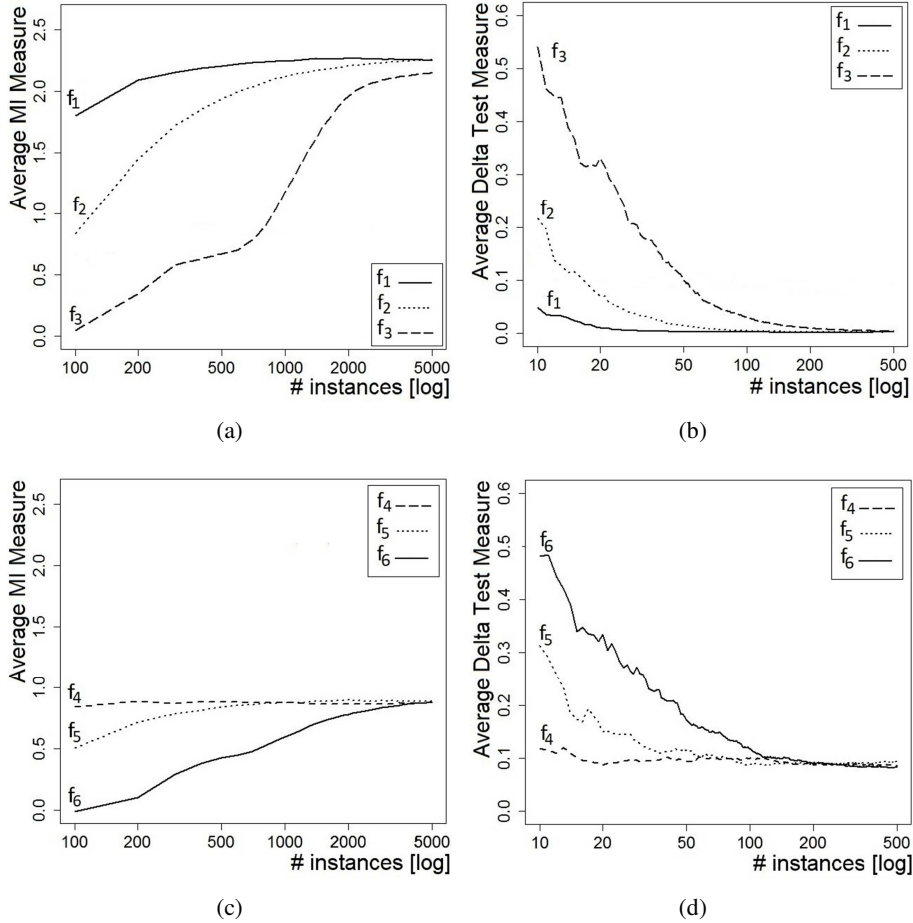 Average MI Measure
2.5
2.0
1.5
1.0
0.5
0.0
f1
f2
f3
f1
f2
f3
100 200 500 1000 2000 5000
# instances [log]
(a)
Average Delta Test Measure
0.6
0.5
0.4
0.3
0.2
0.1
0.0
f3
f2
f1
f1
f2
f3
10 20 50 100 200 500
# instances [log]
(b)
Average MI Measure
2.5
2.0
1.5
1.0
0.5
0.0
f4
f5
f6
f4
f5
f6
100 200 500 1000 2000 5000
# instances [log]
(c)
Average Delta Test Measure
0.6
0.5
0.4
0.3
0.2
0.1
0.0
f6
f5
f4
f4
f5
f6
10 20 50 100 200 500
# instances [log]
(d)